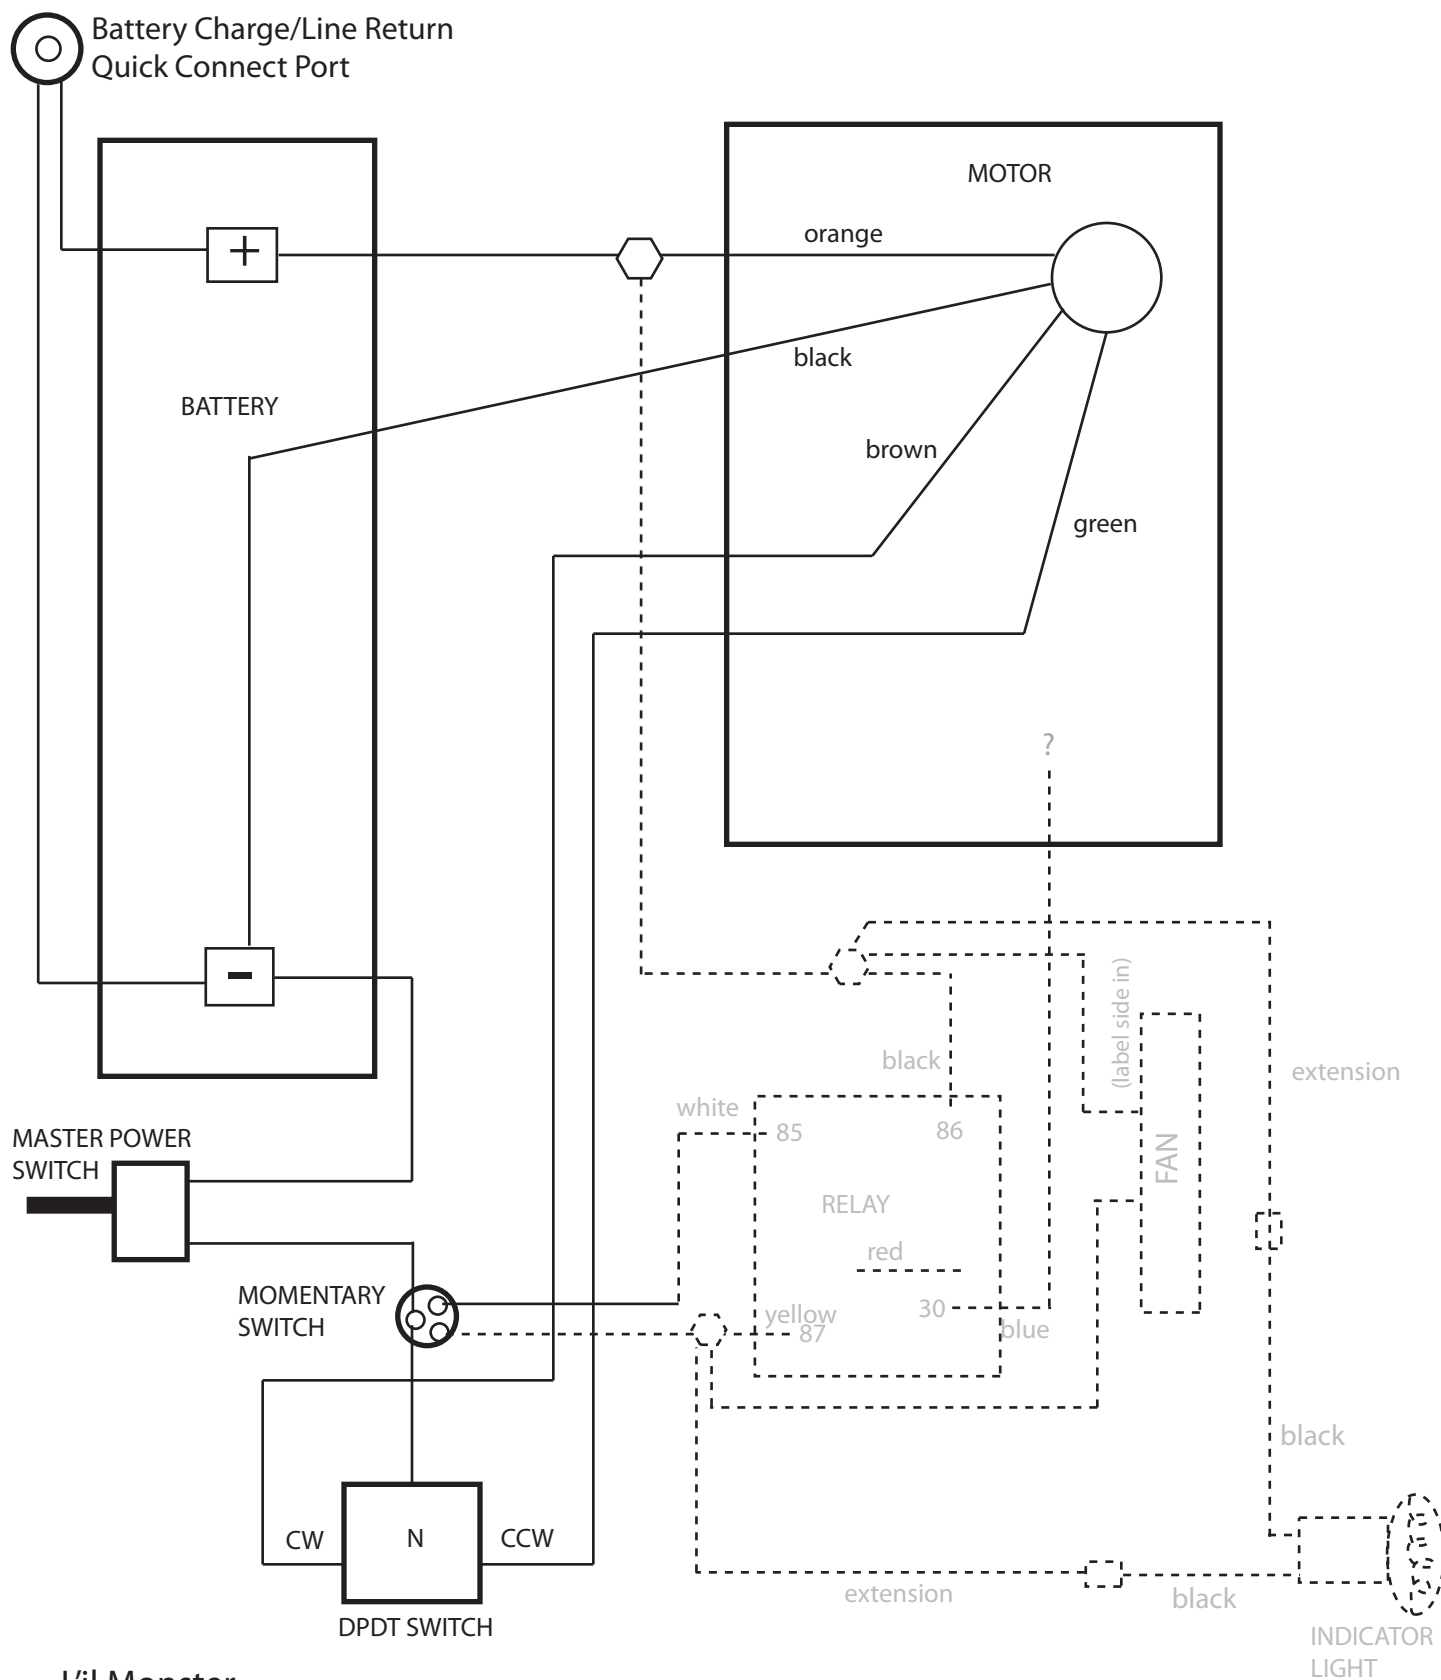 Battery Charge/Line Return
Quick Connect Port
MOTOR
orange
+
black
BATTERY
brown
green
?
-
(label side in)
black
extension
white
85
86
MASTER POWER
SWITCH
FAN
RELAY
red
MOMENTARY
SWITCH
yellow
87
30
blue
black
CW
N
CCW
extension
black
DPDT SWITCH
INDICATOR
LIGHT
L'il Monster